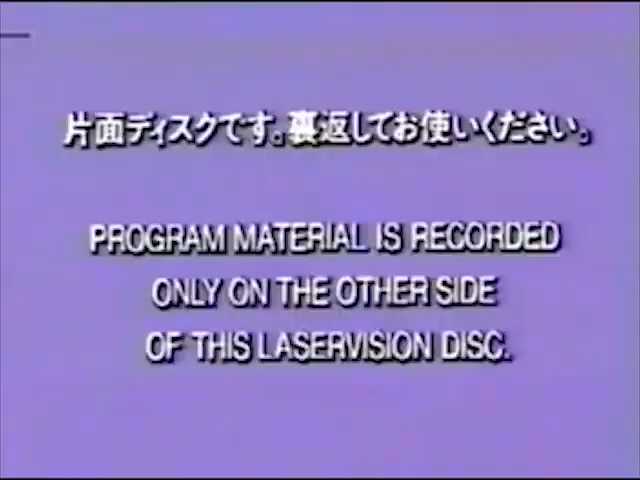 片面ディスクです。裏返してお使いください。
PROGRAM MATERIAL IS RECORDED
ONLY ON THE OTHER SIDE
OF THIS LASERVISION DISC.